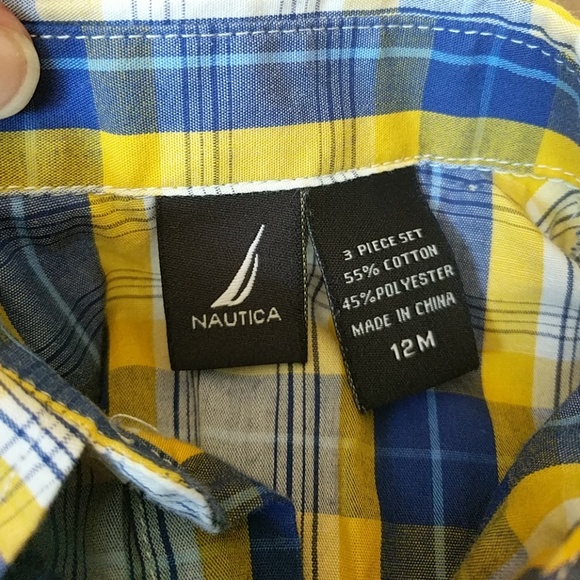 NAUTICA
3 PIECE SET
55% COTTON
45%POLYESTER
MADE IN CHINA
12M